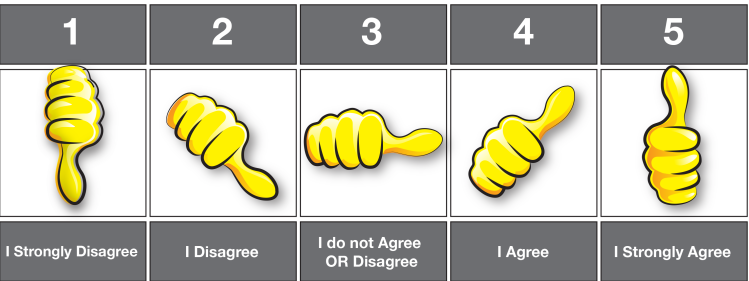 1 2 3 4 5
I Strongly Disagree
I Disagree
I do not Agree
OR Disagree
I Agree
I Strongly Agree